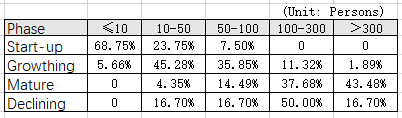 (Unit: Persons)
Phase ≤10 10-50 50-100 100-300 >300
Start-up 68.75% 23.75% 7.50% 0 0
Growthing 5.66% 45.28% 35.85% 11.32% 1.89%
Mature 0 4.35% 14.49% 37.68% 43.48%
Declining 0 16.70% 16.70% 50.00% 16.70%